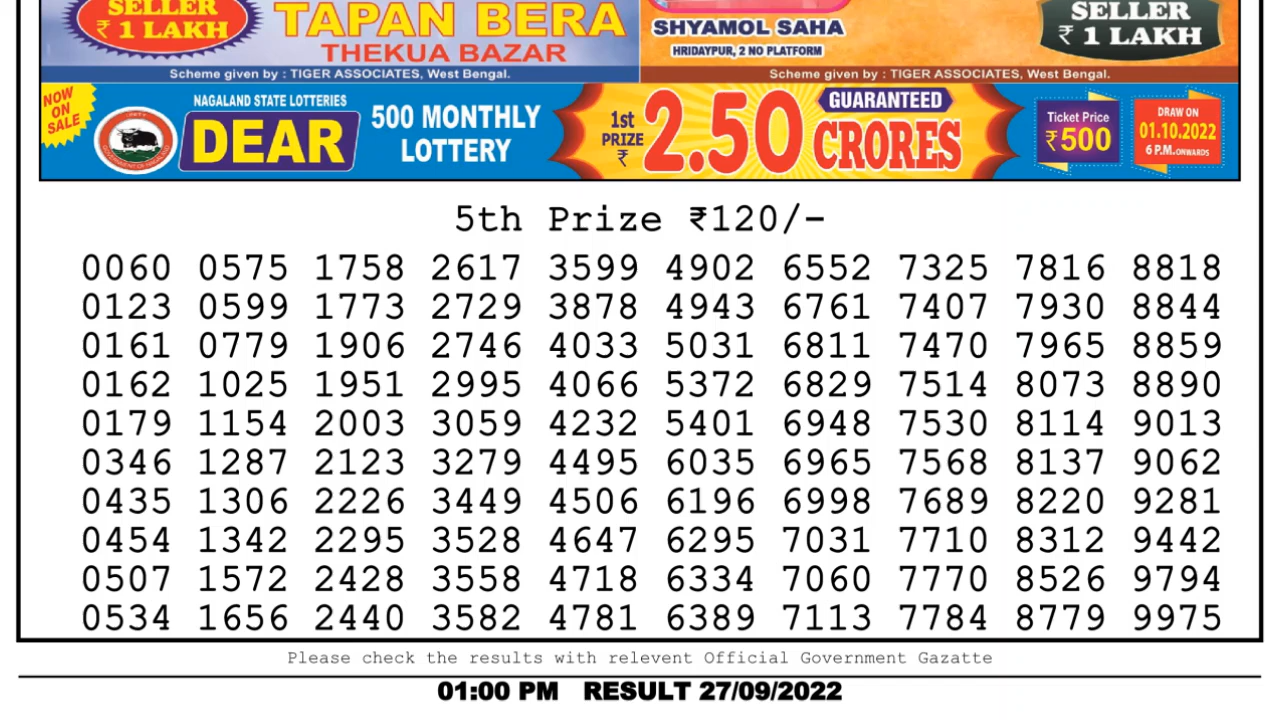 SELLER
₹ 1 LAKH
TAPAN BERA
THEKUA BAZAR
Scheme given by : TIGER ASSOCIATES, West Bengal.
SHYAMOL SAHA
HRIDAYPUR, 2 NO PLATFORM
SELLER
₹ 1 LAKH
Scheme given by : TIGER ASSOCIATES, West Bengal.
NOW
ON
SALE
NAGALAND STATE LOTTERIES
DEAR
500 MONTHLY
LOTTERY
1st
PRIZE
₹
2.50
GUARANTEED
CRORES
Ticket Price
₹500
DRAW ON
01.10.2022
6 P.M. ONWARDS
5th Prize ₹120/-
0060 0575 1758 2617 3599 4902 6552 7325 7816 8818
0123 0599 1773 2729 3878 4943 6761 7407 7930 8844
0161 0779 1906 2746 4033 5031 6811 7470 7965 8859
0162 1025 1951 2995 4066 5372 6829 7514 8073 8890
0179 1154 2003 3059 4232 5401 6948 7530 8114 9013
0346 1287 2123 3279 4495 6035 6965 7568 8137 9062
0435 1306 2226 3449 4506 6196 6998 7689 8220 9281
0454 1342 2295 3528 4647 6295 7031 7710 8312 9442
0507 1572 2428 3558 4718 6334 7060 7770 8526 9794
0534 1656 2440 3582 4781 6389 7113 7784 8779 9975
Please check the results with relevent Official Government Gazatte
01:00 PM RESULT 27/09/2022